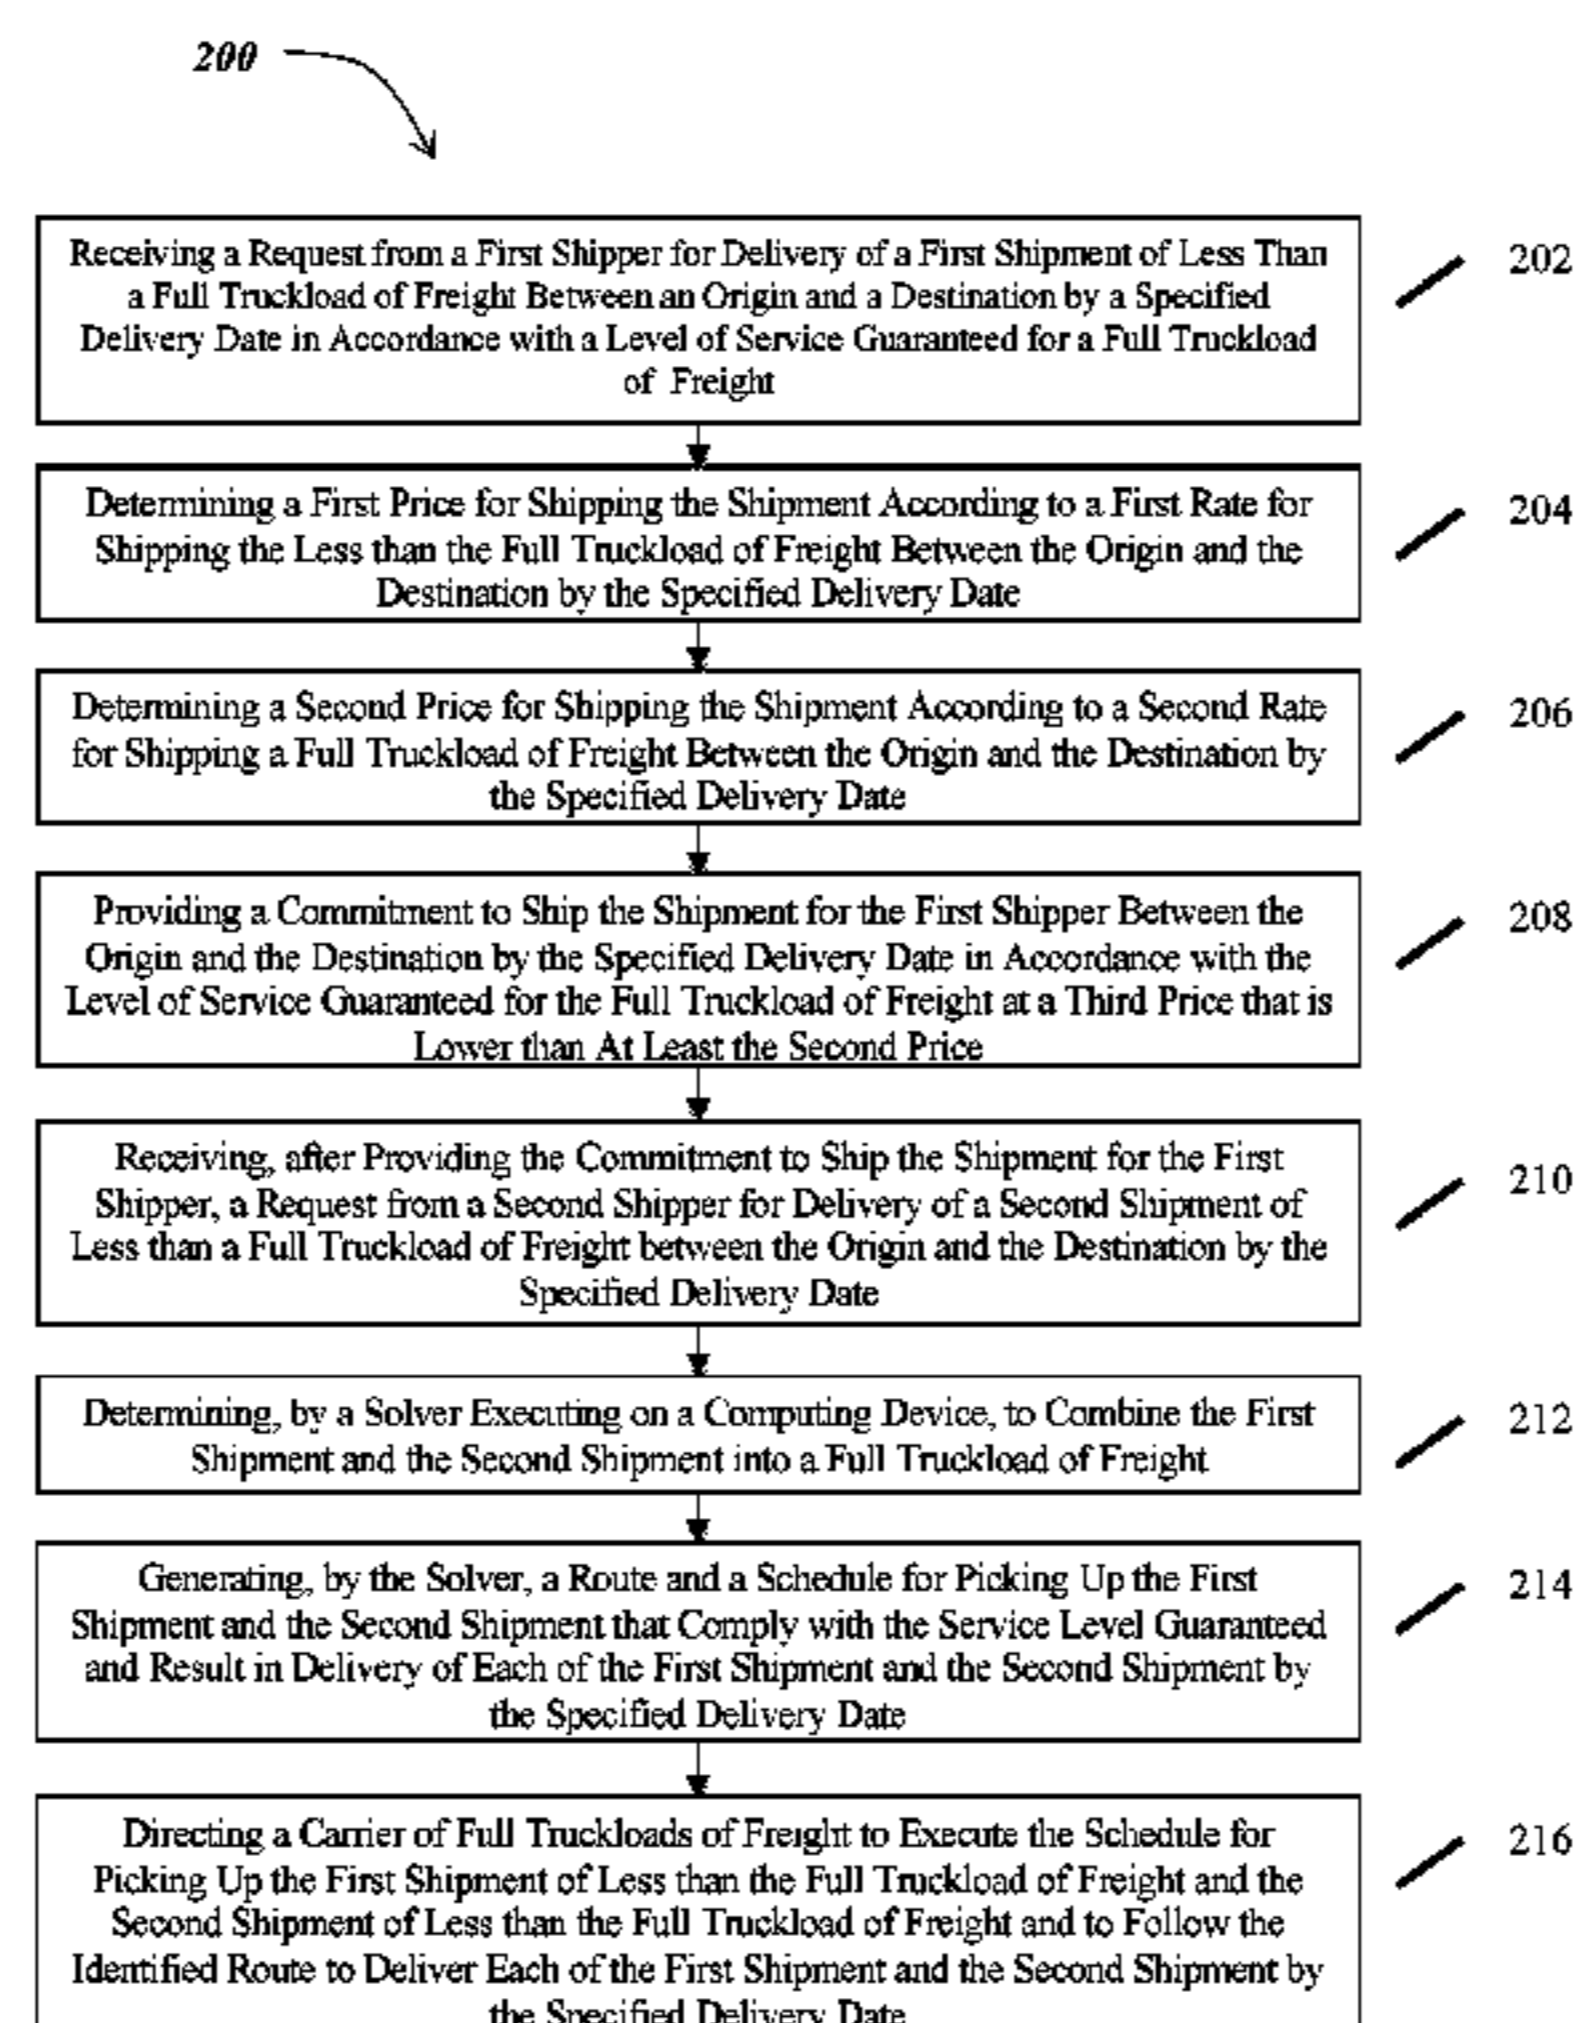 200
Receiving a Request from a First Shipper for Delivery of a First Shipment of Less Than
a Full Truckload of Freight Between an Origin and a Destination by a Specified
Delivery Date in Accordance with a Level of Service Guaranteed for a Full Truckload
of Freight
202
Determining a First Price for Shipping the Shipment According to a First Rate for
Shipping the Less than the Full Truckload of Freight Between the Origin and the
Destination by the Specified Delivery Date
204
Determining a Second Price for Shipping the Shipment According to a Second Rate
for Shipping a Full Truckload of Freight Between the Origin and the Destination by
the Specified Delivery Date
206
Providing a Commitment to Ship the Shipment for the First Shipper Between the
Origin and the Destination by the Specified Delivery Date in Accordance with the
Level of Service Guaranteed for the Full Truckload of Freight at a Third Price that is
Lower than At Least the Second Price
208
Receiving, after Providing the Commitment to Ship the Shipment for the First
Shipper, a Request from a Second Shipper for Delivery of a Second Shipment of
Less than a Full Truckload of Freight between the Origin and the Destination by the
Specified Delivery Date
210
Determining, by a Solver Executing on a Computing Device, to Combine the First
Shipment and the Second Shipment into a Full Truckload of Freight
212
Generating, by the Solver, a Route and a Schedule for Picking Up the First
Shipment and the Second Shipment that Comply with the Service Level Guaranteed
and Result in Delivery of Each of the First Shipment and the Second Shipment by
the Specified Delivery Date
214
Directing a Carrier of Full Truckloads of Freight to Execute the Schedule for
Picking Up the First Shipment of Less than the Full Truckload of Freight and the
Second Shipment of Less than the Full Truckload of Freight and to Follow the
Identified Route to Deliver Each of the First Shipment and the Second Shipment by
the Specified Delivery Date
216